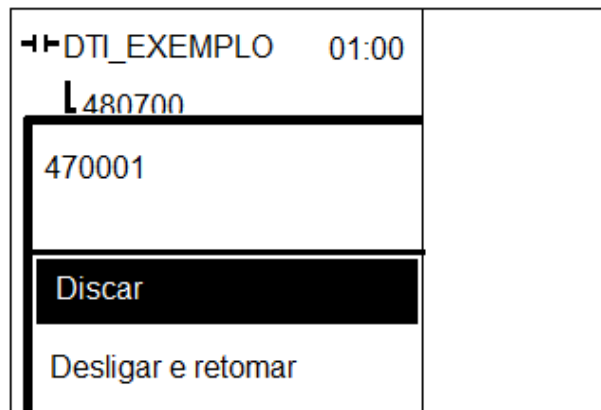 DTI_EXEMPLO 01:00
480700
470001
Discar
Desligar e retomar